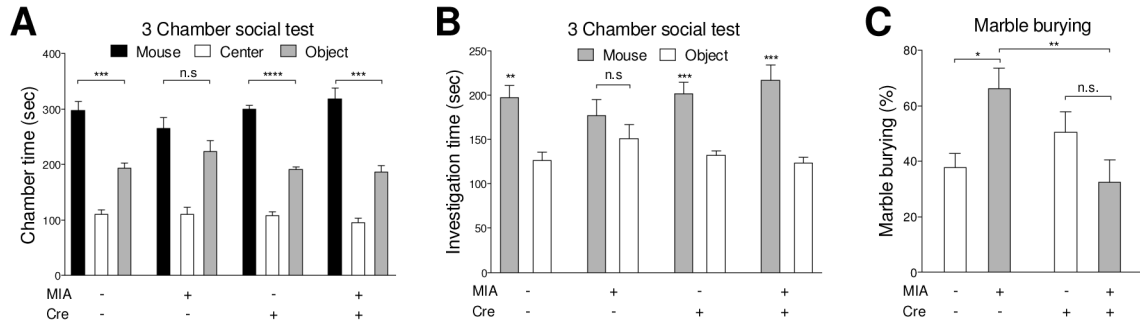 A
3 Chamber social test
Mouse Center Object
Chamber time (sec)
400
300
200
100
0
*** n.s **** ***
MIA - + - +
Cre - - + +
B
3 Chamber social test
Mouse Object
Investigation time (sec)
250
200
150
100
50
0
** n.s *** ***
MIA - + - +
Cre - - + +
C
Marble burying
Marble burying (%)
80
60
40
20
0
* **
n.s.
MIA - + - +
Cre - - + +